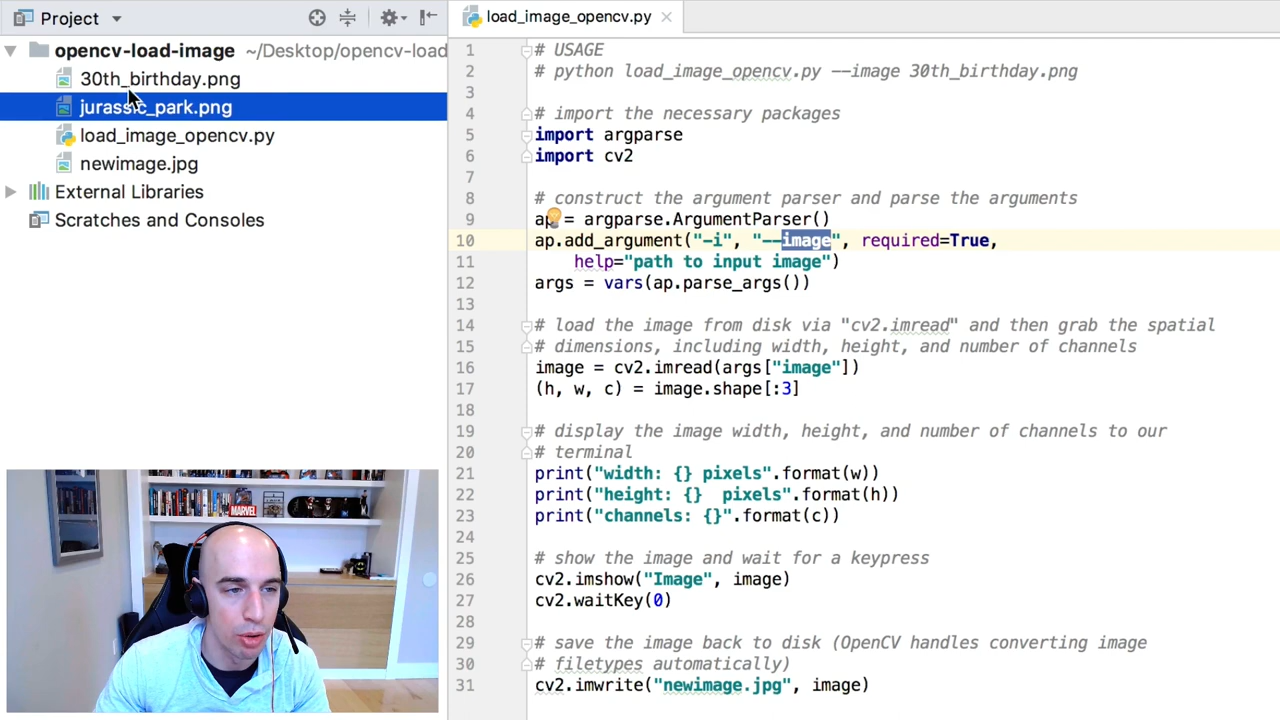 Project
load_image_opencv.py
opencv-load-image ~/Desktop/opencv-load
30th_birthday.png
jurassic_park.png
load_image_opencv.py
newimage.jpg
External Libraries
Scratches and Consoles
1 # USAGE
2 # python load_image_opencv.py --image 30th_birthday.png
3
4 # import the necessary packages
5 import argparse
6 import cv2
7
8 # construct the argument parser and parse the arguments
9 ap = argparse.ArgumentParser()
10 ap.add_argument("-i", "--image", required=True,
11 help="path to input image")
12 args = vars(ap.parse_args())
13
14 # load the image from disk via "cv2.imread" and then grab the spatial
15 # dimensions, including width, height, and number of channels
16 image = cv2.imread(args["image"])
17 (h, w, c) = image.shape[:3]
18
19 # display the image width, height, and number of channels to our
20 # terminal
21 print("width: {} pixels".format(w))
22 print("height: {}  pixels".format(h))
23 print("channels: {}".format(c))
24
25 # show the image and wait for a keypress
26 cv2.imshow("Image", image)
27 cv2.waitKey(0)
28
29 # save the image back to disk (OpenCV handles converting image
30 # filetypes automatically)
31 cv2.imwrite("newimage.jpg", image)
MARVEL